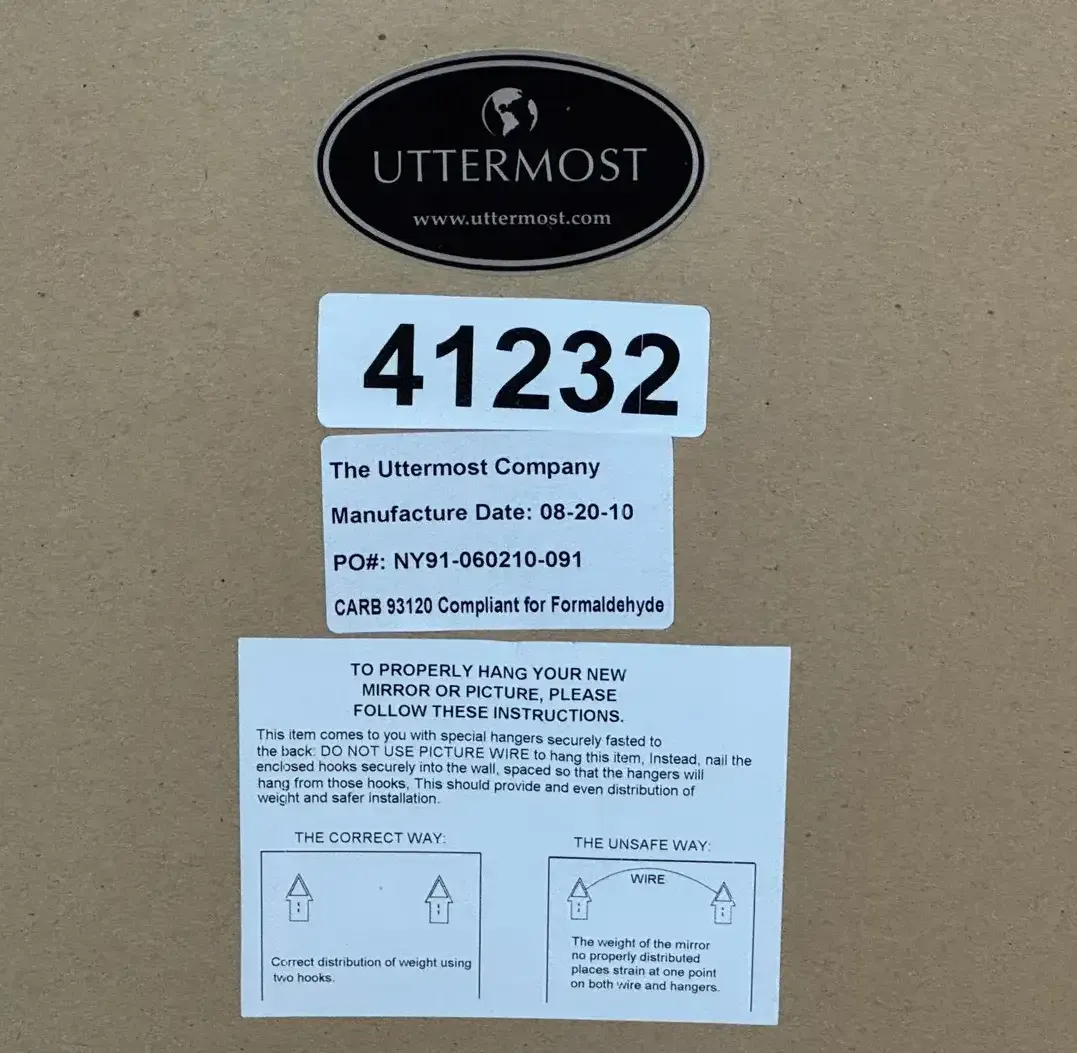 UTTERMOST
www.uttermost.com
41232
The Uttermost Company
Manufacture Date: 08-20-10
PO#: NY91-060210-091
CARB 93120 Compliant for Formaldehyde
TO PROPERLY HANG YOUR NEW
MIRROR OR PICTURE, PLEASE
FOLLOW THESE INSTRUCTIONS.
This item comes to you with special hangers securely fasted to
the back. DO NOT USE PICTURE WIRE to hang this item, Instead, nail the
enclosed hooks securely into the wall, spaced so that the hangers will
hang from those hooks, This should provide and even distribution of
weight and safer installation.
THE CORRECT WAY:
Correct distribution of weight using
two hooks.
THE UNSAFE WAY:
WIRE
The weight of the mirror
no properly distributed
places strain at one point
on both wire and hangers.